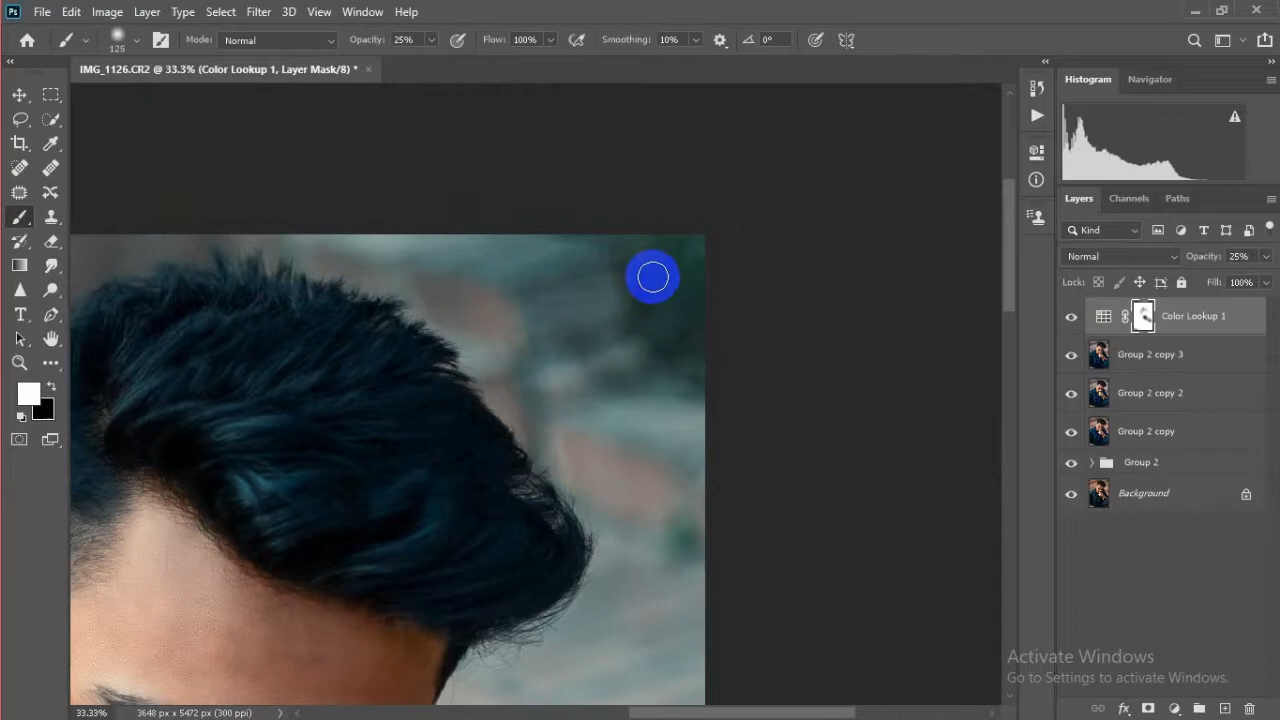 Ps File Edit Image Layer Type Select Filter 3D View Window Help
125 Mode: Normal Opacity: 25% Flow: 100% Smoothing: 10% 0°
IMG_1126.CR2 @ 33.3% (Color Lookup 1, Layer Mask/8) * ×
Histogram Navigator
Layers Channels Paths
Kind
Normal Opacity: 25%
Lock: Fill: 100%
Color Lookup 1
Group 2 copy 3
Group 2 copy 2
Group 2 copy
Group 2
Background
Activate Windows
Go to Settings to activate Windows.
33.33% 3648 px x 5472 px (300 ppi)